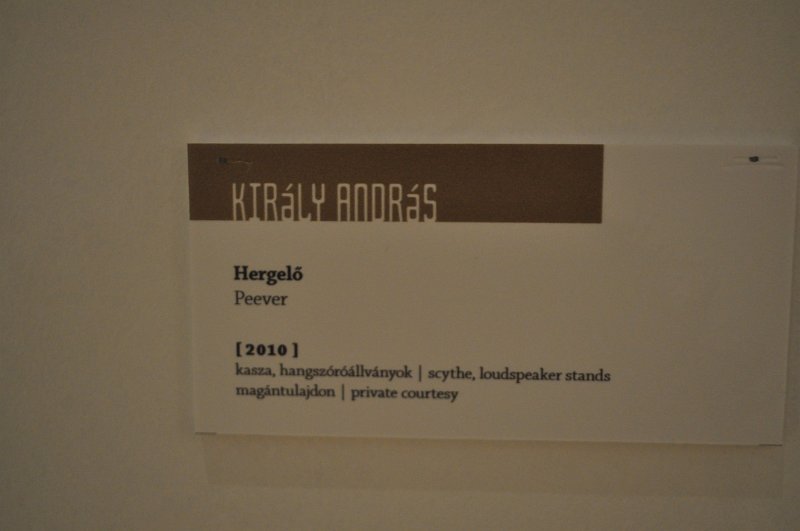 KIRáLY ANDRáS
Hergelő
Peever
[2010]
kasza, hangszóróállványok | scythe, loudspeaker stands
magántulajdon | private courtesy